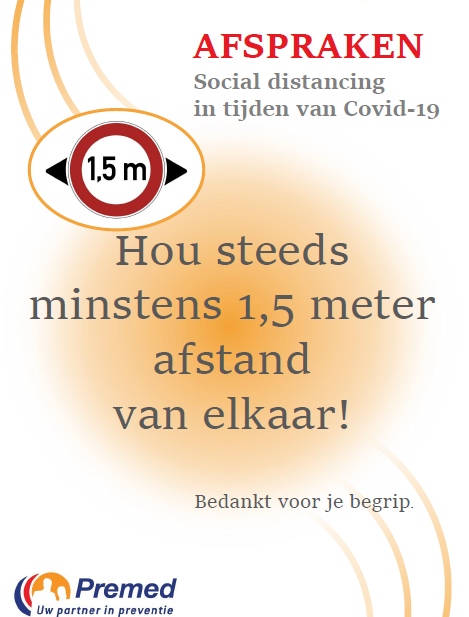 AFSPRAKEN
Social distancing
in tijden van Covid-19
1,5 m
Hou steeds
minstens 1,5 meter
afstand
van elkaar!
Bedankt voor je begrip.
Premed
Uw partner in preventie